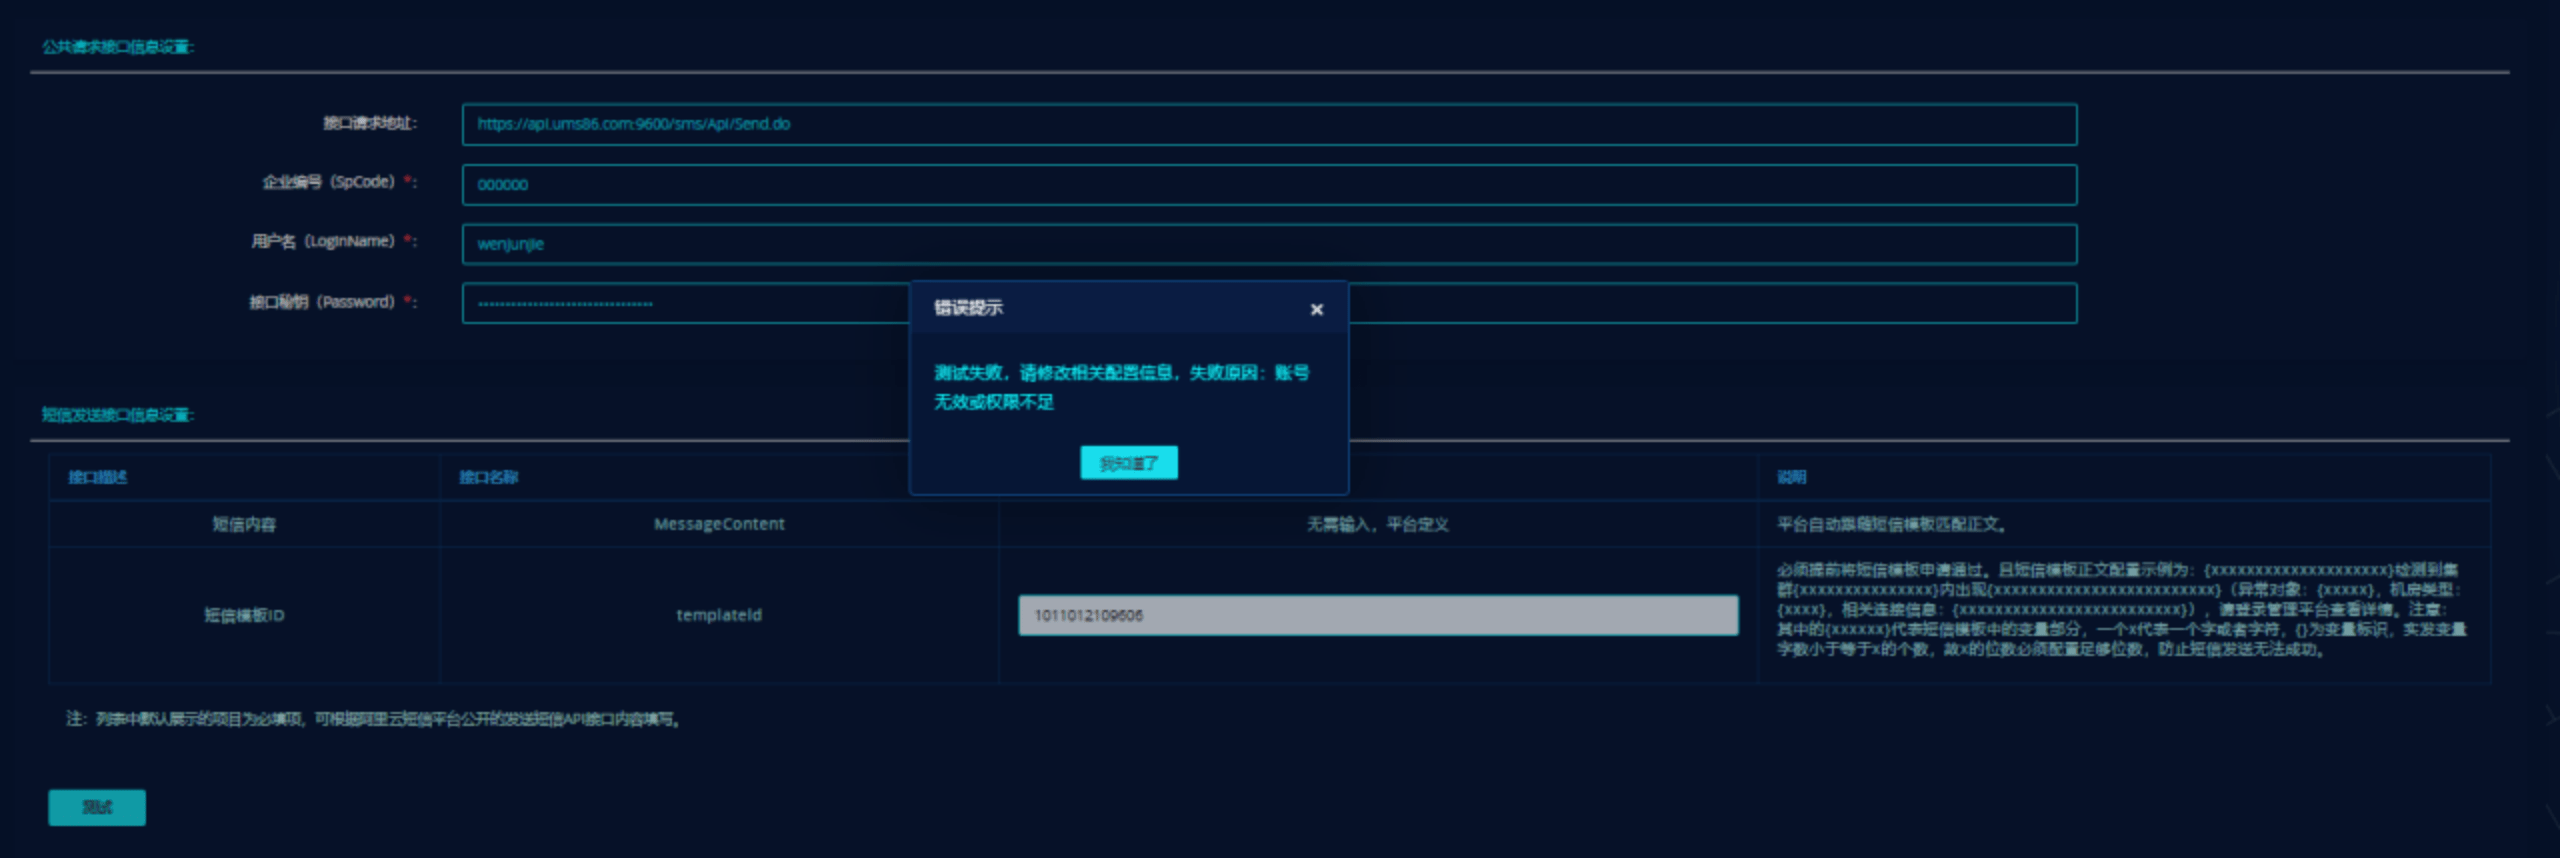 公共请求接口信息设置:
接口请求地址:
https://api.ums86.com:9600/sms/Api/Send.do
企业编号（SpCode）*:
000000
用户名（LoginName）*:
wenjunjie
接口秘钥（Password）*:
错误提示
×
测试失败，请修改相关配置信息，失败原因：账号
无效或权限不足
我知道了
短信发送接口信息设置:
接口描述
接口名称
说明
短信内容
MessageContent
无需输入，平台定义
平台自动跟随短信模板匹配正文。
短信模板ID
templateId
1011012109606
必须提前将短信模板申请通过。且短信模板正文配置示例为：{xxxxxxxxxxxxxxxxxxxx}检测到集
群{xxxxxxxxxxxxxxx}内出现{xxxxxxxxxxxxxxxxxxxxxxxxx}（异常对象：{xxxxx}，机房类型：
{xxxx}，相关连接信息：{xxxxxxxxxxxxxxxxxxxxxxxxx}），请登录管理平台查看详情。注意：
其中的{xxxxxx}代表短信模板中的变量部分，一个x代表一个字或者字符，{}为变量标识，实发变量
字数小于等于x的个数，故x的位数必须配置足够位数，防止短信发送无法成功。
注：列表中默认展示的项目为必填项，可根据阿里云短信平台公开的发送短信API接口内容填写。
测试